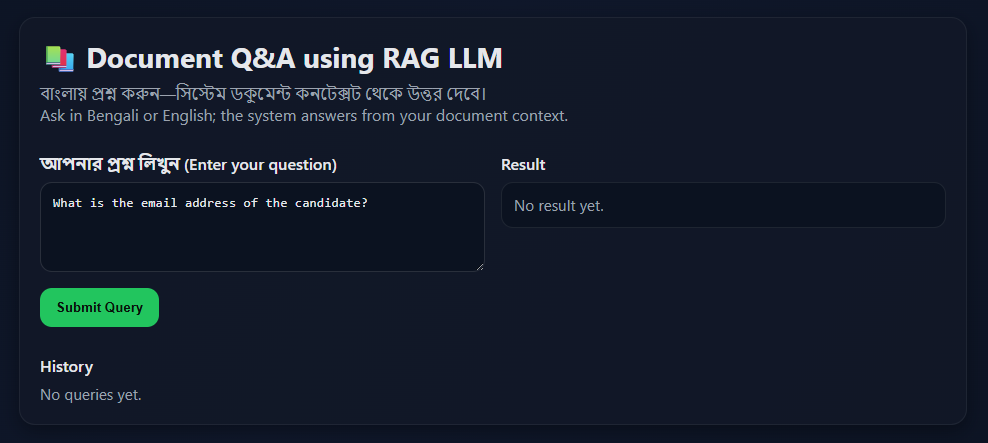 📚 Document Q&A using RAG LLM
বাংলায় প্রশ্ন করুন—সিস্টেম ডকুমেন্ট কনটেক্সট থেকে উত্তর দেবে।
Ask in Bengali or English; the system answers from your document context.
আপনার প্রশ্ন লিখুন (Enter your question)
What is the email address of the candidate?
Submit Query
Result
No result yet.
History
No queries yet.